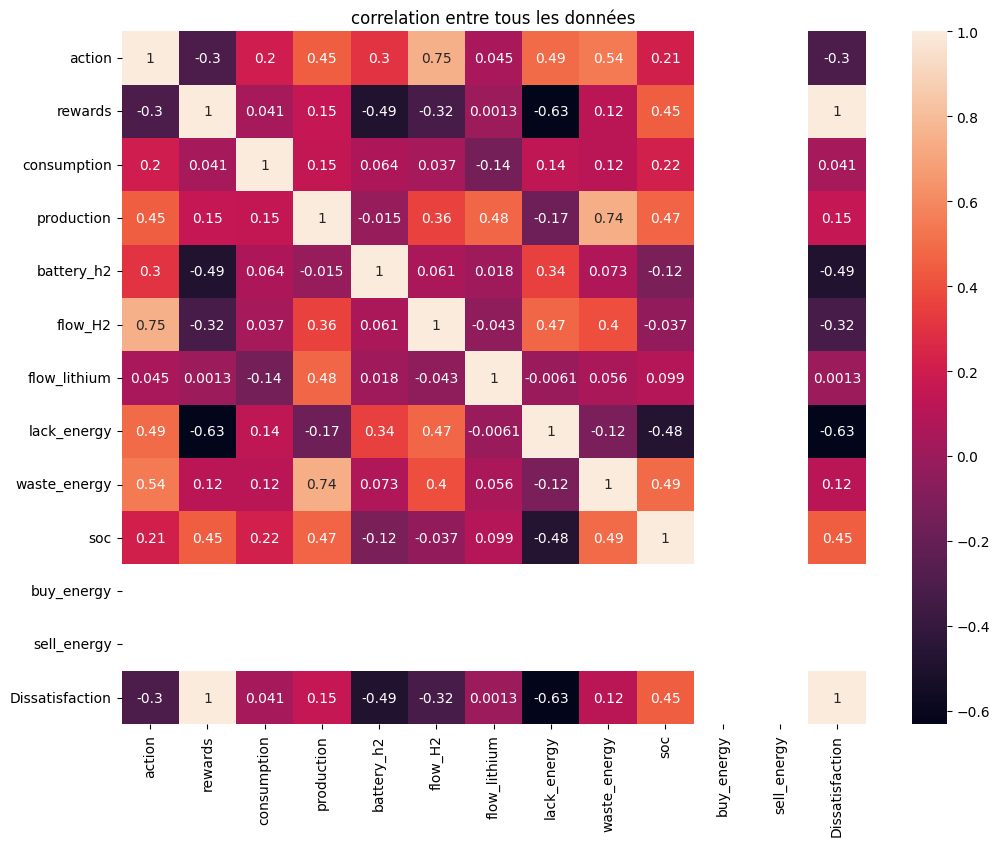 correlation entre tous les données
action 1 -0.3 0.2 0.45 0.3 0.75 0.045 0.49 0.54 0.21 -0.3
rewards -0.3 1 0.041 0.15 -0.49 -0.32 0.0013 -0.63 0.12 0.45 1
consumption 0.2 0.041 1 0.15 0.064 0.037 -0.14 0.14 0.12 0.22 0.041
production 0.45 0.15 0.15 1 -0.015 0.36 0.48 -0.17 0.74 0.47 0.15
battery_h2 0.3 -0.49 0.064 -0.015 1 0.061 0.018 0.34 0.073 -0.12 -0.49
flow_H2 0.75 -0.32 0.037 0.36 0.061 1 -0.043 0.47 0.4 -0.037 -0.32
flow_lithium 0.045 0.0013 -0.14 0.48 0.018 -0.043 1 -0.0061 0.056 0.099 0.0013
lack_energy 0.49 -0.63 0.14 -0.17 0.34 0.47 -0.0061 1 -0.12 -0.48 -0.63
waste_energy 0.54 0.12 0.12 0.74 0.073 0.4 0.056 -0.12 1 0.49 0.12
soc 0.21 0.45 0.22 0.47 -0.12 -0.037 0.099 -0.48 0.49 1 0.45
buy_energy
sell_energy
Dissatisfaction -0.3 1 0.041 0.15 -0.49 -0.32 0.0013 -0.63 0.12 0.45 1
action rewards consumption production battery_h2 flow_H2 flow_lithium lack_energy waste_energy soc buy_energy sell_energy Dissatisfaction
1.0
0.8
0.6
0.4
0.2
0.0
−0.2
−0.4
−0.6